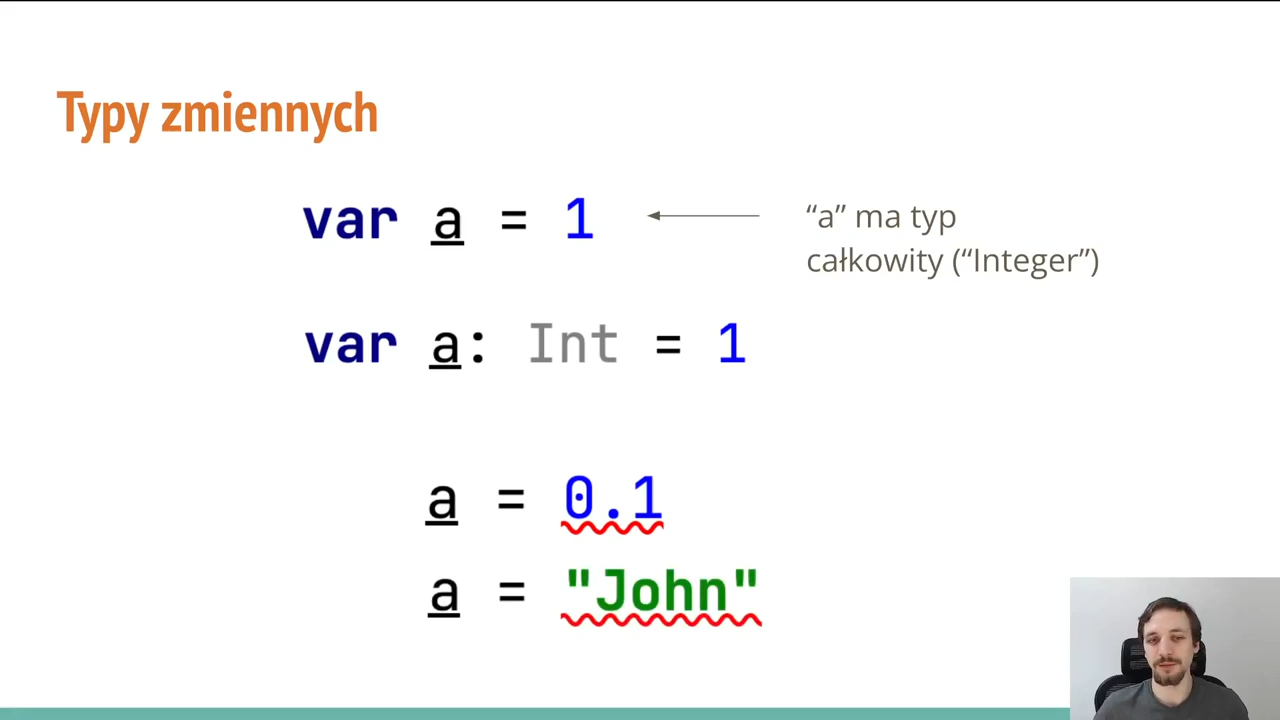 Typy zmiennych
var a = 1
“a” ma typ
całkowity (“Integer”)
var a: Int = 1
a = 0.1
a = "John"